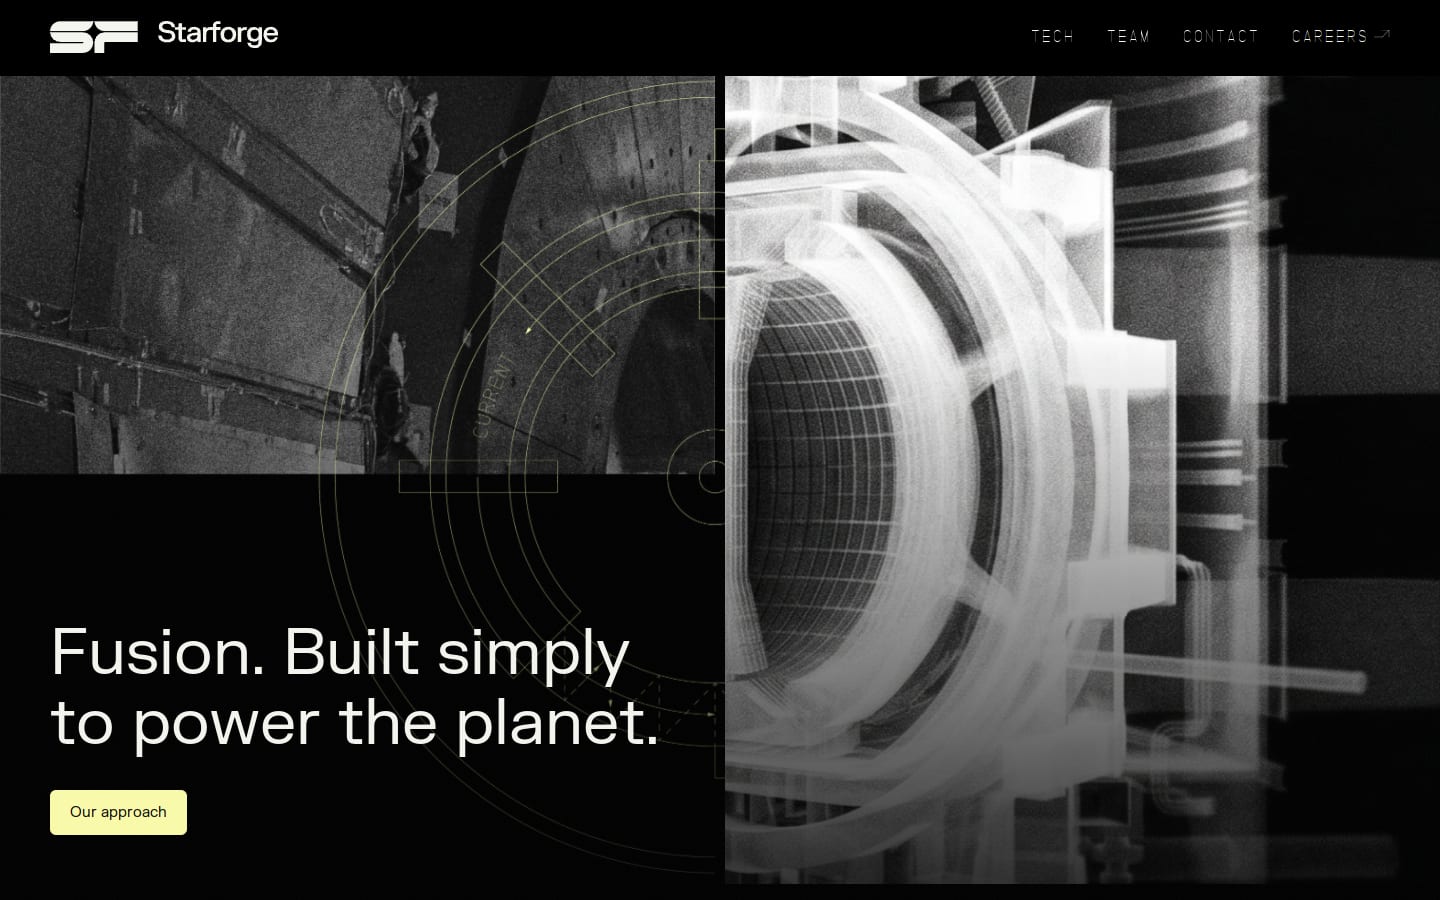 SF Starforge
TECH TEAM CONTACT CAREERS
CURRENT
Fusion. Built simply
to power the planet.
Our approach